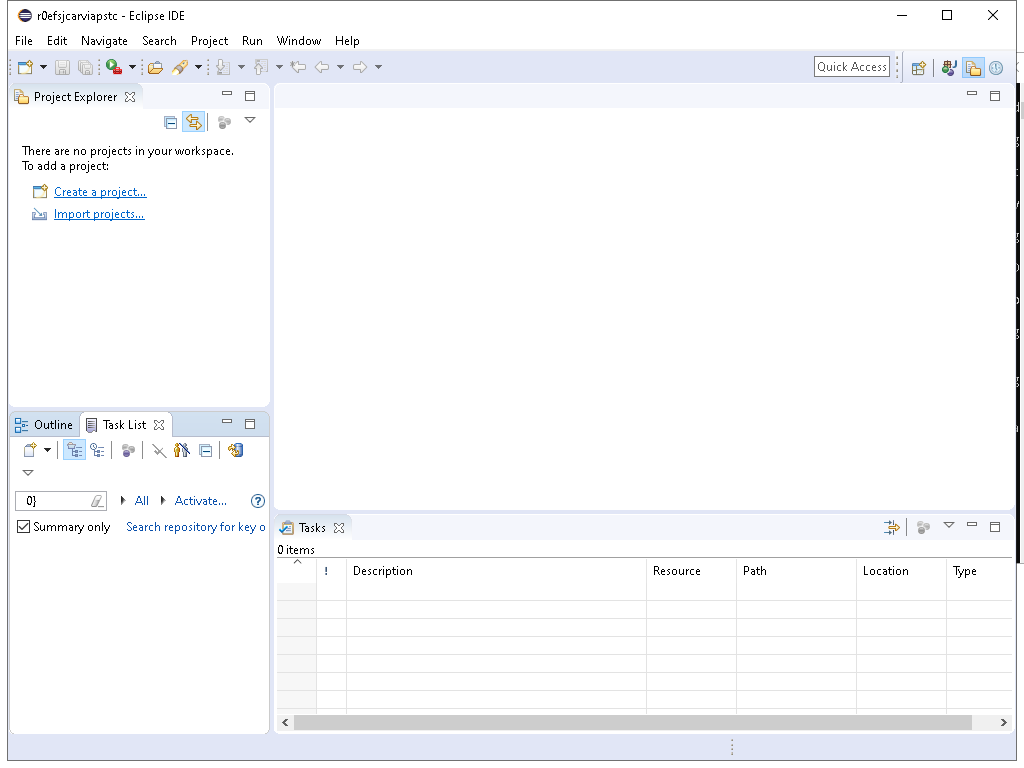 r0efsjcarviapstc - Eclipse IDE
File Edit Navigate Search Project Run Window Help
Quick Access
Project Explorer
There are no projects in your workspace.
To add a project:
Create a project...
Import projects...
Outline Task List
0} All Activate...
Summary only Search repository for key o
Tasks
0 items
! Description Resource Path Location Type